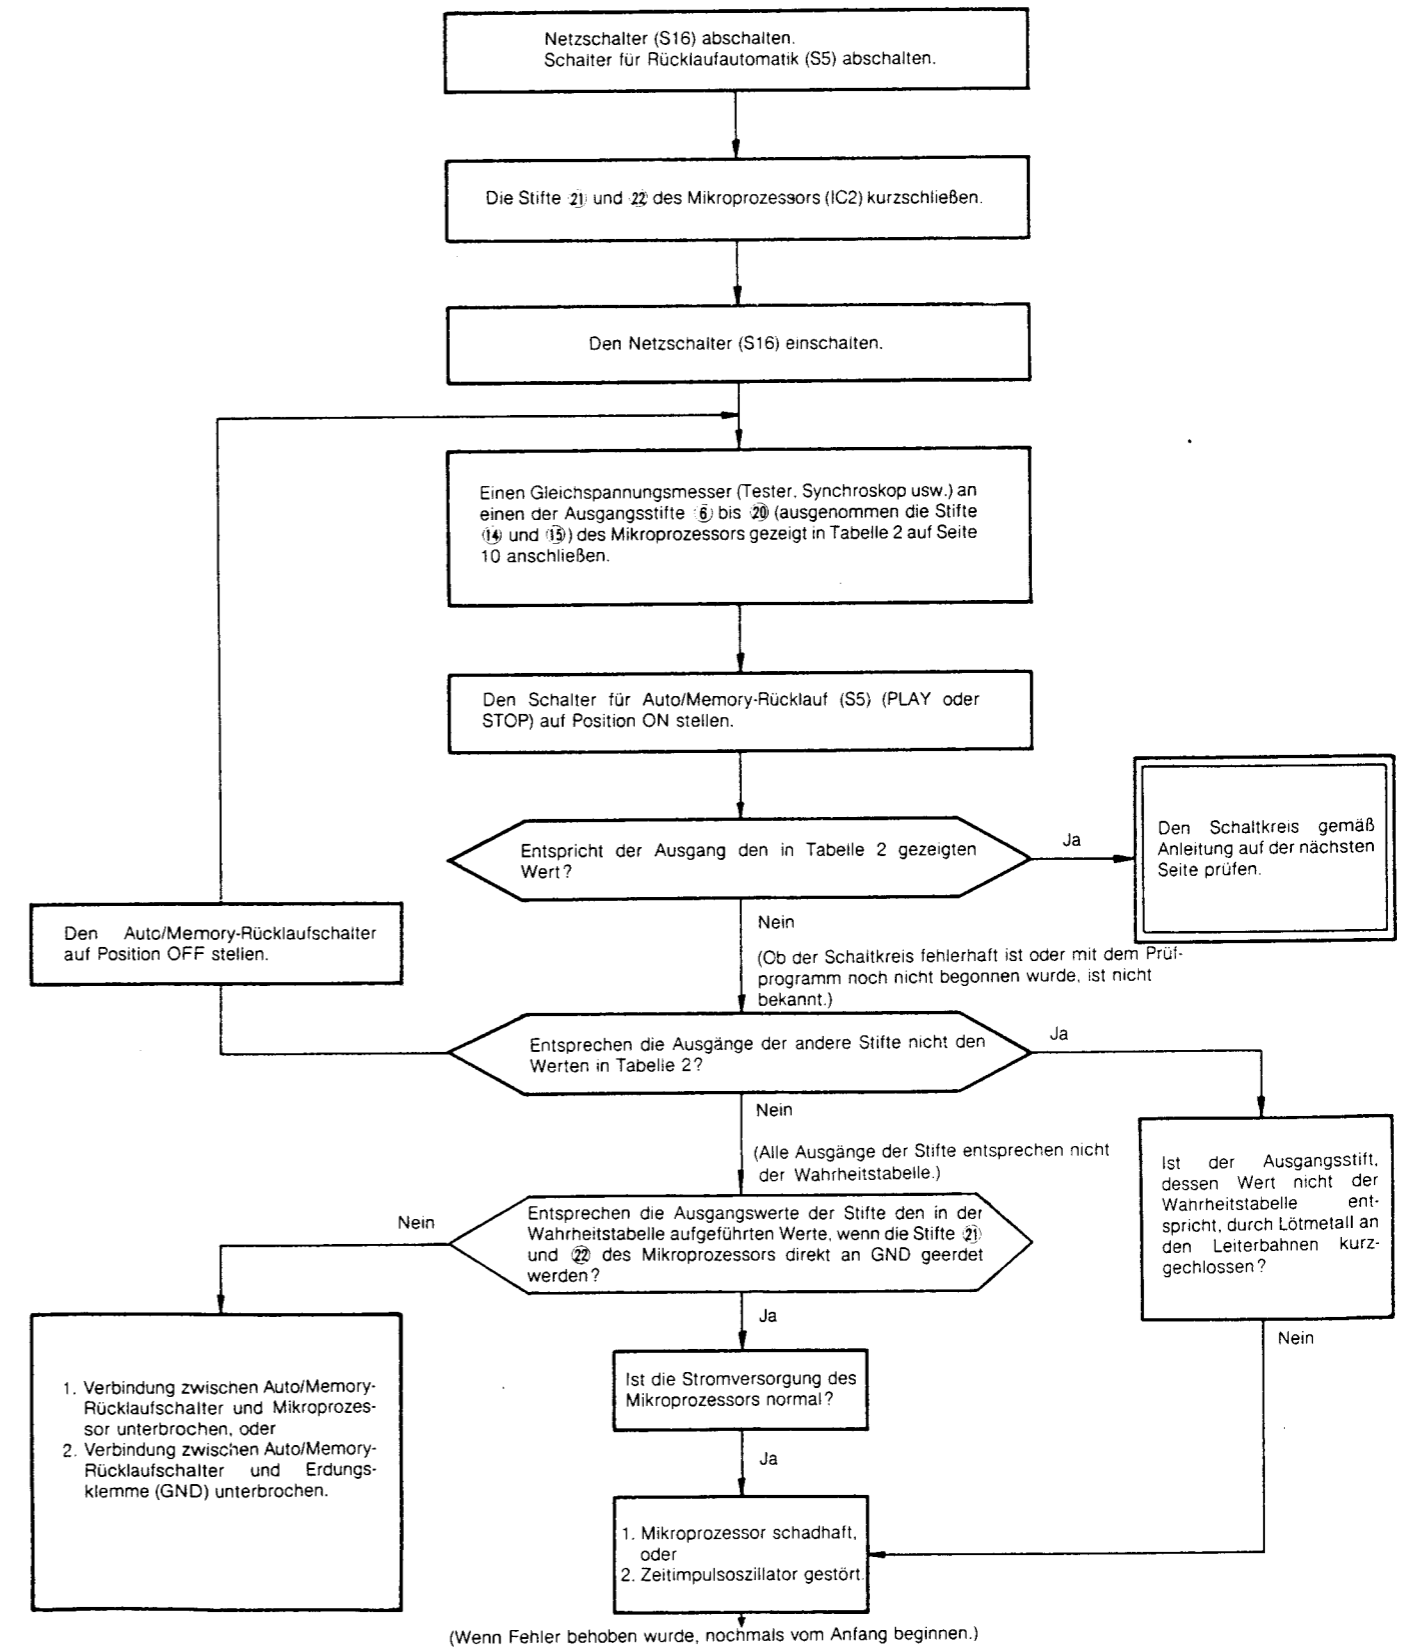 Netzschalter (S16) abschalten.
Schalter für Rücklaufautomatik (S5) abschalten.
Die Stifte ㉑ und ㉒ des Mikroprozessors (IC2) kurzschließen.
Den Netzschalter (S16) einschalten.
Einen Gleichspannungsmesser (Tester, Synchroskop usw.) an
einen der Ausgangsstifte ⑥ bis ⑳ (ausgenommen die Stifte
⑭ und ⑮) des Mikroprozessors gezeigt in Tabelle 2 auf Seite
10 anschließen.
Den Schalter für Auto/Memory-Rücklauf (S5) (PLAY oder
STOP) auf Position ON stellen.
Entspricht der Ausgang den in Tabelle 2 gezeigten
Wert?
Ja
Den Schaltkreis gemäß
Anleitung auf der nächsten
Seite prüfen.
Nein
(Ob der Schaltkreis fehlerhaft ist oder mit dem Prüf-
programm noch nicht begonnen wurde, ist nicht
bekannt.)
Den Auto/Memory-Rücklaufschalter
auf Position OFF stellen.
Entsprechen die Ausgänge der andere Stifte nicht den
Werten in Tabelle 2?
Ja
Nein
(Alle Ausgänge der Stifte entsprechen nicht
der Wahrheitstabelle.)
Ist der Ausgangsstift,
dessen Wert nicht der
Wahrheitstabelle ent-
spricht, durch Lötmetall an
den Leiterbahnen kurz-
gechlossen?
Nein
Entsprechen die Ausgangswerte der Stifte den in der
Wahrheitstabelle aufgeführten Werte, wenn die Stifte ㉑
und ㉒ des Mikroprozessors direkt an GND geerdet
werden?
Nein
1. Verbindung zwischen Auto/Memory-
Rücklaufschalter und Mikroprozes-
sor unterbrochen, oder
2. Verbindung zwischen Auto/Memory-
Rücklaufschalter und Erdungs-
klemme (GND) unterbrochen.
Ja
Ist die Stromversorgung des
Mikroprozessors normal?
Ja
1. Mikroprozessor schadhaft,
oder
2. Zeitimpulsoszillator gestört.
(Wenn Fehler behoben wurde, nochmals vom Anfang beginnen.)